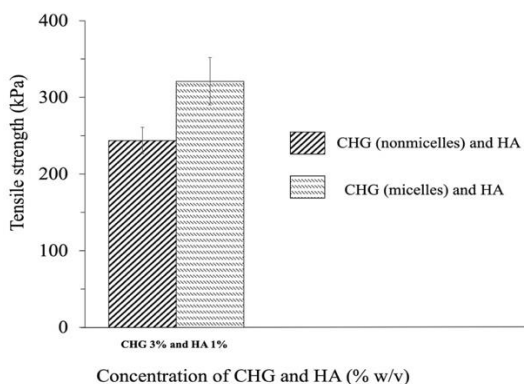 Tensile strength (kPa)
400
300
200
100
0
CHG (nonmicelles) and HA
CHG (micelles) and HA
CHG 3% and HA 1%
Concentration of CHG and HA (% w/v)